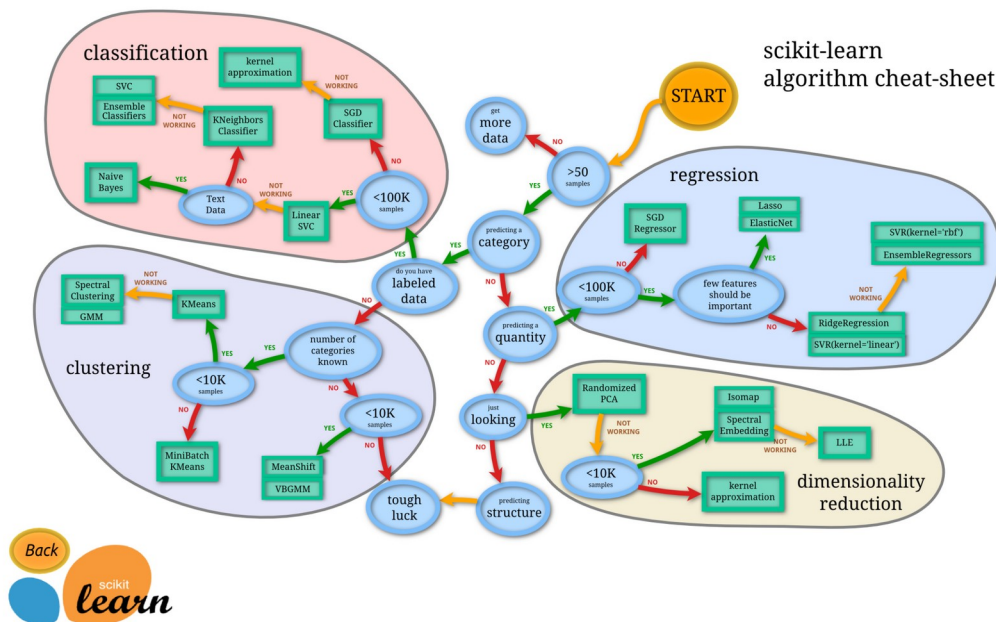 scikit-learn
algorithm cheat-sheet
START
classification
kernel
approximation
NOT
WORKING
SVC
Ensemble
Classifiers
NOT
WORKING
KNeighbors
Classifier
SGD
Classifier
NO
NO
Naive
Bayes
YES
Text
Data
NOT
WORKING
Linear
SVC
YES
<100K
samples
get
more
data
NO
>50
samples
YES
predicting a
category
YES
do you have
labeled
data
YES
NO
NO
predicting a
quantity
YES
NO
just
looking
YES
NO
predicting
structure
tough
luck
regression
SGD
Regressor
NO
<100K
samples
YES
Lasso
ElasticNet
YES
few features
should be
important
NO
SVR(kernel='rbf')
EnsembleRegressors
NOT
WORKING
RidgeRegression
SVR(kernel='linear')
clustering
Spectral
Clustering
GMM
NOT
WORKING
KMeans
YES
<10K
samples
YES
number of
categories
known
NO
NO
MiniBatch
KMeans
<10K
samples
YES
NO
MeanShift
VBGMM
Randomized
PCA
NOT
WORKING
<10K
samples
YES
Isomap
Spectral
Embedding
NOT
WORKING
LLE
NO
kernel
approximation
dimensionality
reduction
Back
scikit
learn